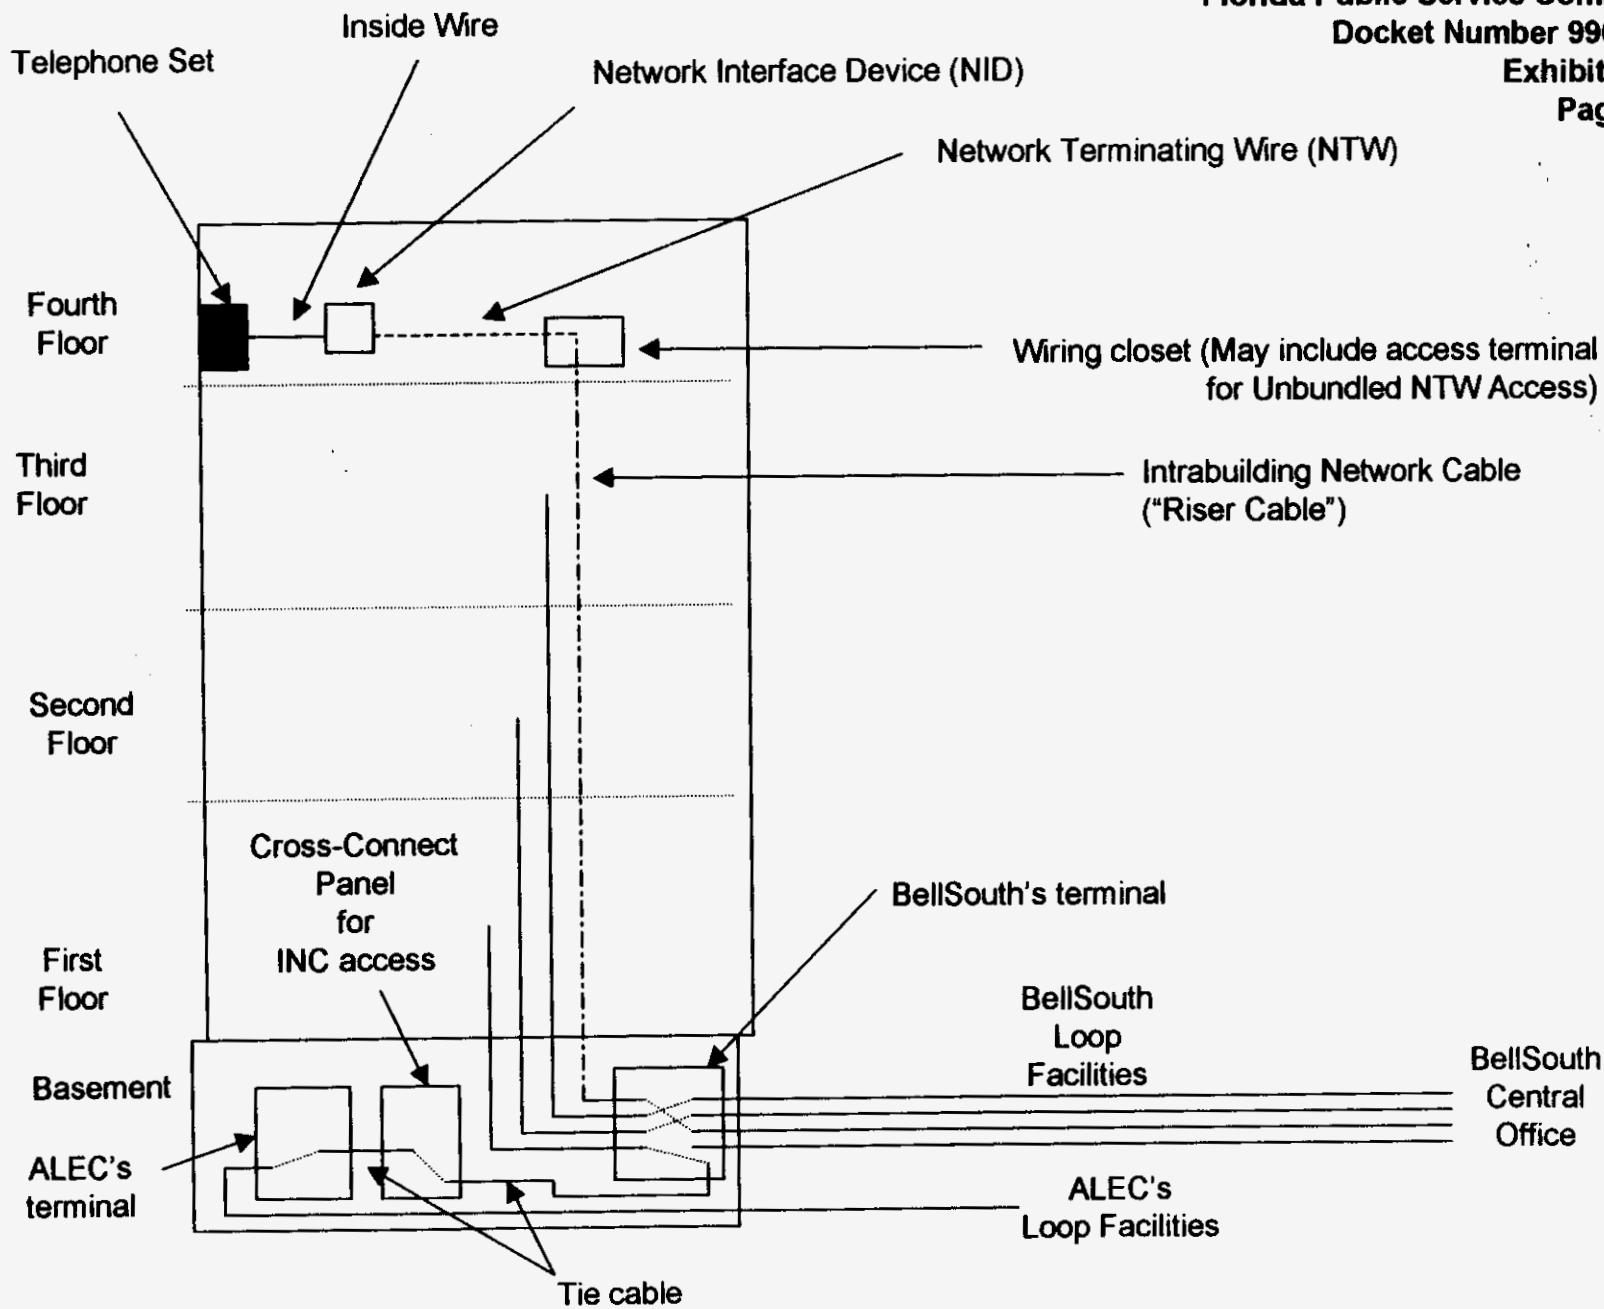 Docket Number
Exhibit
Inside Wire
Telephone Set
Network Interface Device (NID)
Network Terminating Wire (NTW)
Fourth
Floor
Wiring closet (May include access terminal
for Unbundled NTW Access)
Third
Floor
Intrabuilding Network Cable
("Riser Cable")
Second
Floor
Cross-Connect
Panel
for
INC access
BellSouth's terminal
First
Floor
BellSouth
Loop
Facilities
BellSouth
Central
Office
Basement
ALEC's
terminal
ALEC's
Loop Facilities
Tie cable